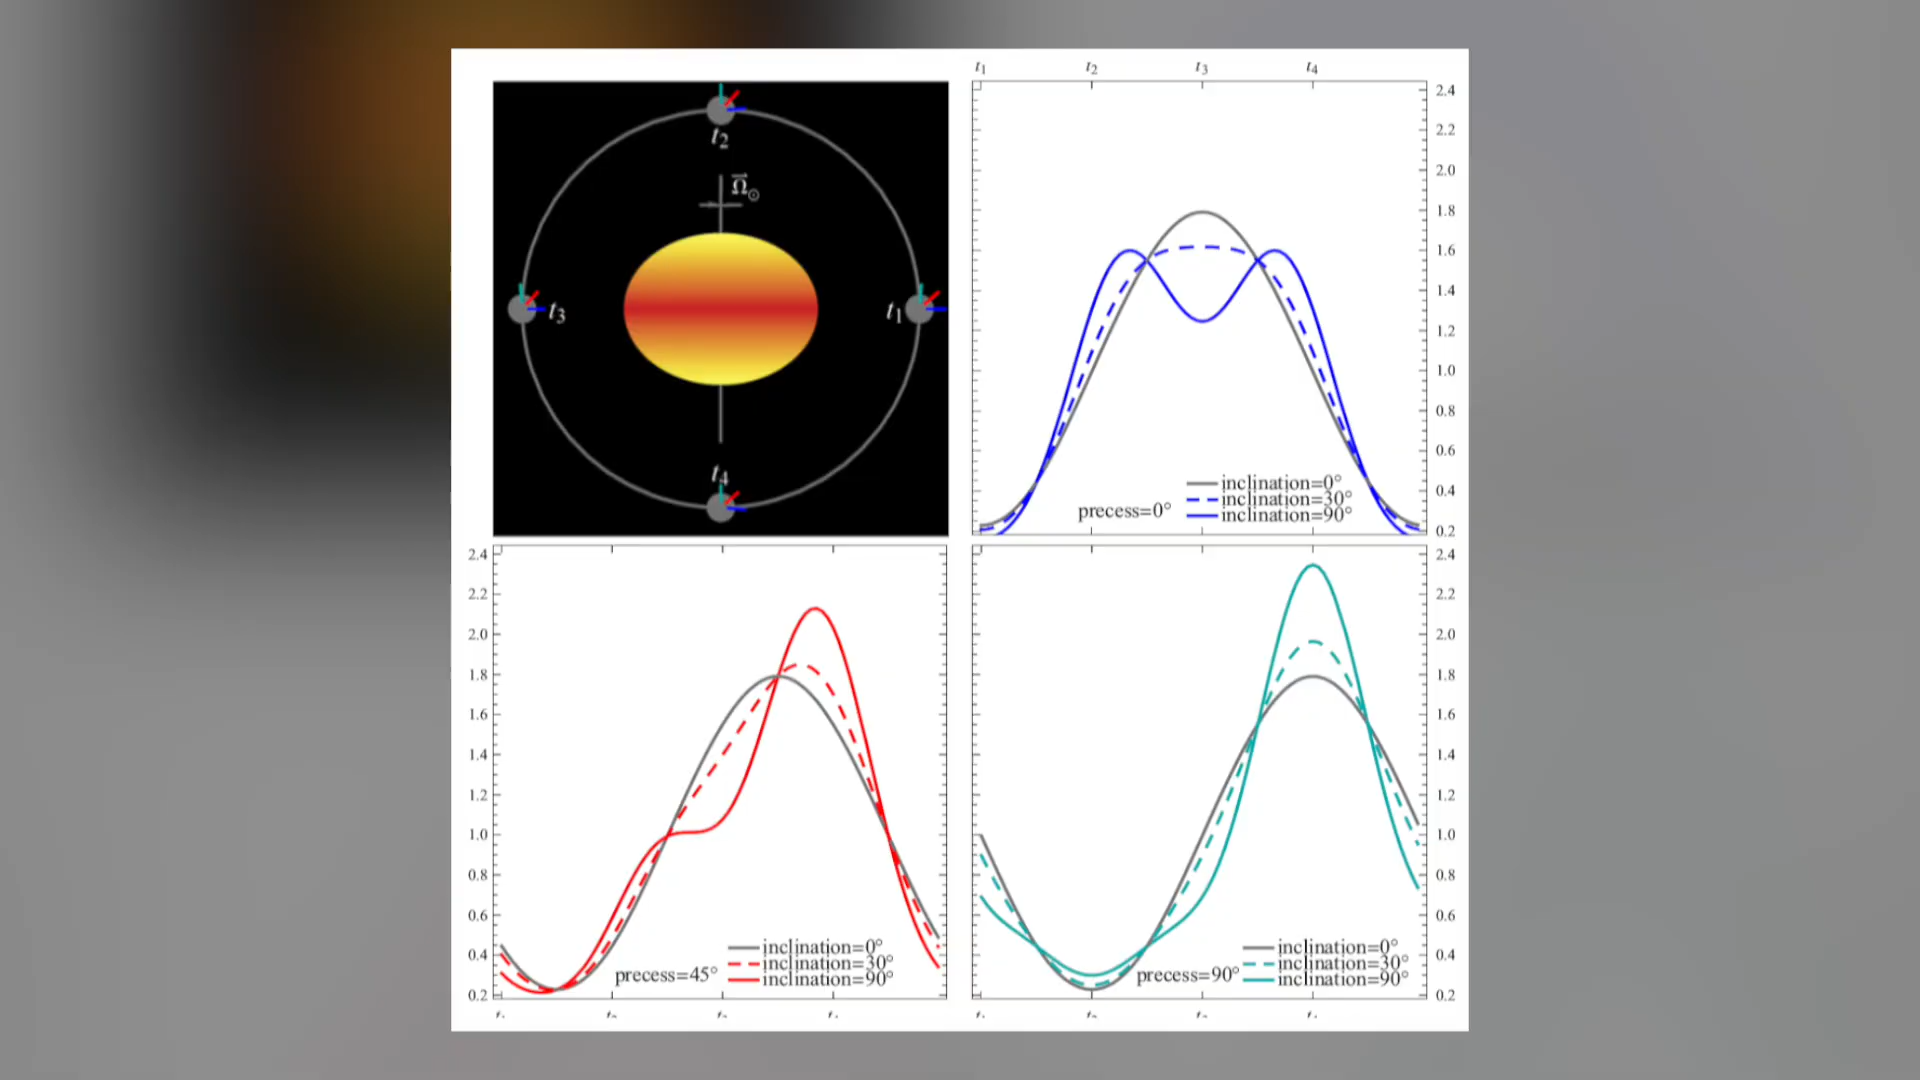 t1 t2 t3 t4
t2
Ω⊙
t3
t1
t4
2.4
2.2
2.0
1.8
1.6
1.4
1.2
1.0
0.8
0.6
0.4
0.2
precess=0°
inclination=0°
inclination=30°
inclination=90°
2.4
2.2
2.0
1.8
1.6
1.4
1.2
1.0
0.8
0.6
0.4
0.2
precess=45°
inclination=0°
inclination=30°
inclination=90°
2.4
2.2
2.0
1.8
1.6
1.4
1.2
1.0
0.8
0.6
0.4
0.2
precess=90°
inclination=0°
inclination=30°
inclination=90°